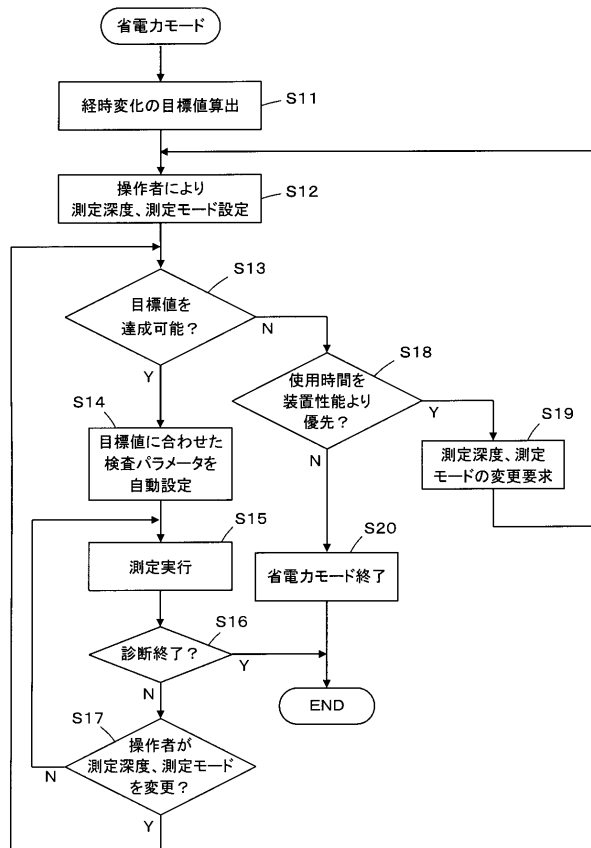 省電力モード
経時変化の目標値算出
S11
操作者により
測定深度、測定モード設定
S12
S13
目標値を
達成可能？
N
Y
S18
使用時間を
装置性能より
優先？
Y
N
S14
目標値に合わせた
検査パラメータを
自動設定
S19
測定深度、測定
モードの変更要求
S15
測定実行
S20
省電力モード終了
S16
診断終了？
Y
N
END
S17
操作者が
測定深度、測定モード
を変更？
N
Y